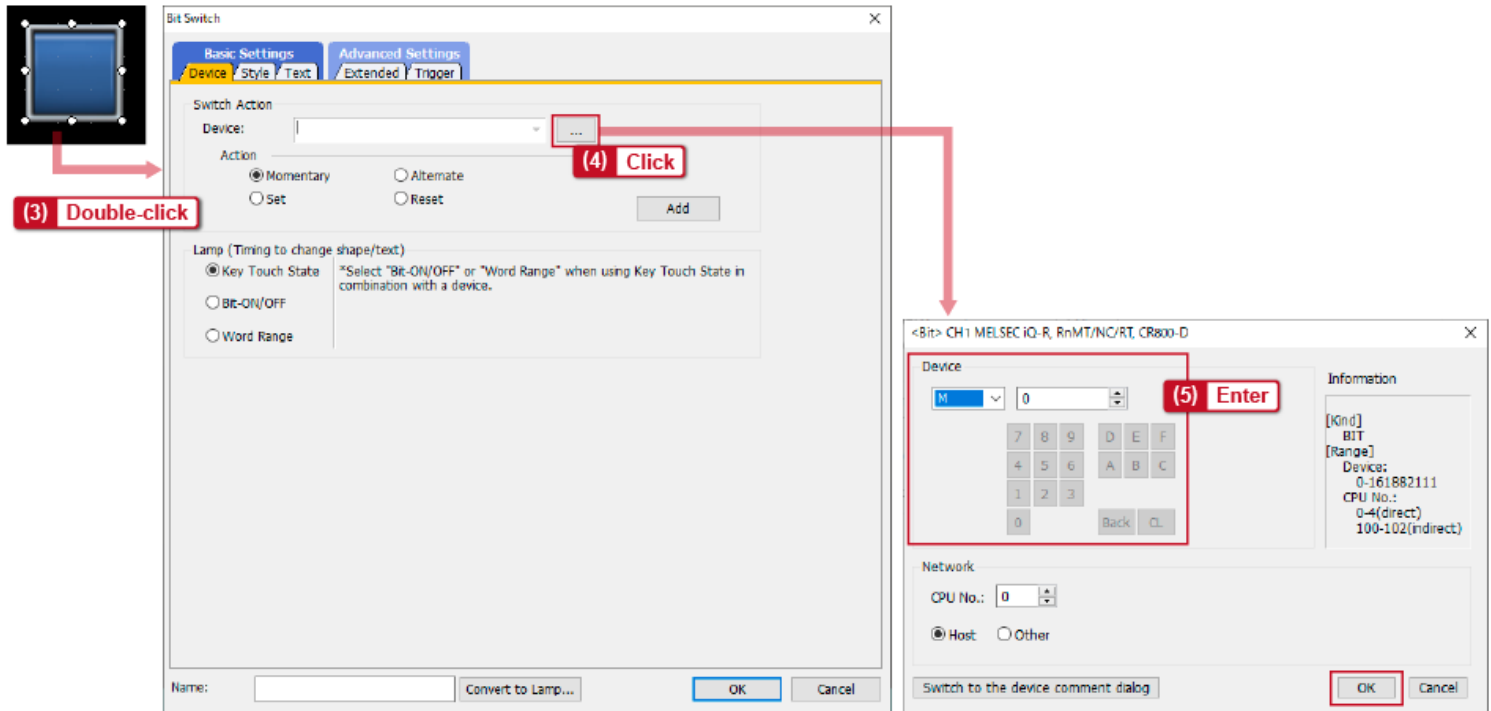 Bit Switch
Basic Settings
Advanced Settings
Device
Style
Text
Extended
Trigger
Switch Action
Device:
...
(4) Click
Action
Momentary
Alternate
Set
Reset
Add
(3) Double-click
Lamp (Timing to change shape/text)
Key Touch State
*Select "Bit-ON/OFF" or "Word Range" when using Key Touch State in
combination with a device.
Bit-ON/OFF
Word Range
Name:
Convert to Lamp...
OK
Cancel
<Bit> CH1 MELSEC iQ-R, RnMT/NC/RT, CR800-D
Device
M
0
(5) Enter
7 8 9 D E F
4 5 6 A B C
1 2 3
0 Back CL
Information
[Kind]
BIT
[Range]
Device:
0-161882111
CPU No.:
0-4(direct)
100-102(indirect)
Network
CPU No.: 0
Host
Other
Switch to the device comment dialog
OK
Cancel